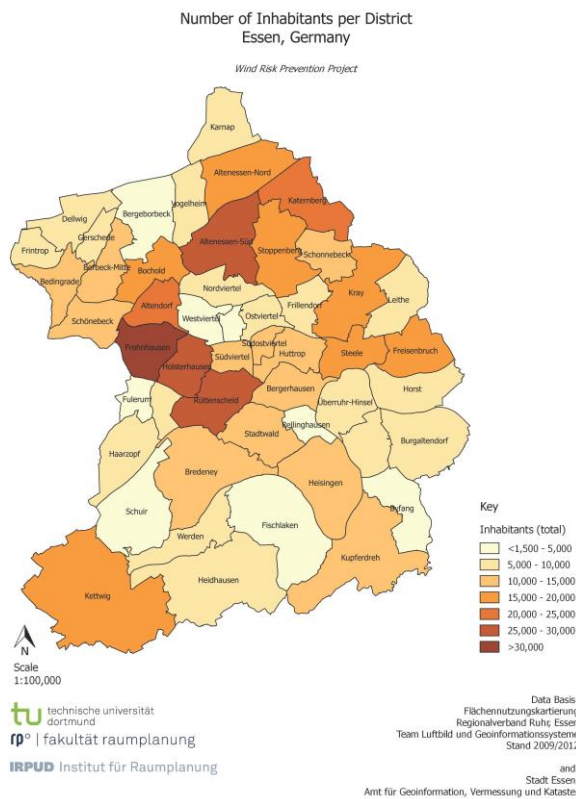 Number of Inhabitants per District
Essen, Germany
Wind Risk Prevention Project
Karnap
Altenessen-Nord
Katernberg
Vogelheim
Bergeborbeck
Dellwig
Gerschede
Altenessen-Süd
Stoppenberg
Schonnebeck
Frintrop
Borbeck-Mitte
Bochold
Bedingrade
Nordviertel
Kray
Leithe
Altendorf
Frillendorf
Schönebeck
Westviertel
Ostviertel
Frohnhausen
Südostviertel
Holsterhausen
Südviertel
Huttrop
Steele
Freisenbruch
Fulerum
Rüttenscheid
Bergerhausen
Horst
Überruhr-Hinsel
Rellinghausen
Stadtwald
Burgaltendorf
Haarzopf
Bredeney
Heisingen
Schuir
Byfang
Fischlaken
Werden
Kupferdreh
Heidhausen
Kettwig
Key
Inhabitants (total)
<1,500 - 5,000
5,000 - 10,000
10,000 - 15,000
15,000 - 20,000
20,000 - 25,000
25,000 - 30,000
>30,000
N
Scale
1:100,000
tu technische universität
dortmund
rp° | fakultät raumplanung
IRPUD Institut für Raumplanung
Data Basis:
Flächennutzungskartierung
Regionalverband Ruhr, Essen
Team Luftbild und Geoinformationssysteme
Stand 2009/2012
and
Stadt Essen
Amt für Geoinformation, Vermessung und Kataster